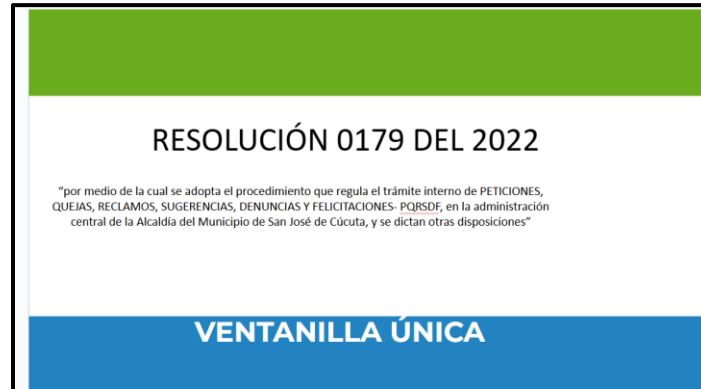 RESOLUCIÓN 0179 DEL 2022
“por medio de la cual se adopta el procedimiento que regula el trámite interno de PETICIONES,
QUEJAS, RECLAMOS, SUGERENCIAS, DENUNCIAS Y FELICITACIONES- PQRSDF, en la administración
central de la Alcaldía del Municipio de San José de Cúcuta, y se dictan otras disposiciones”
VENTANILLA ÚNICA